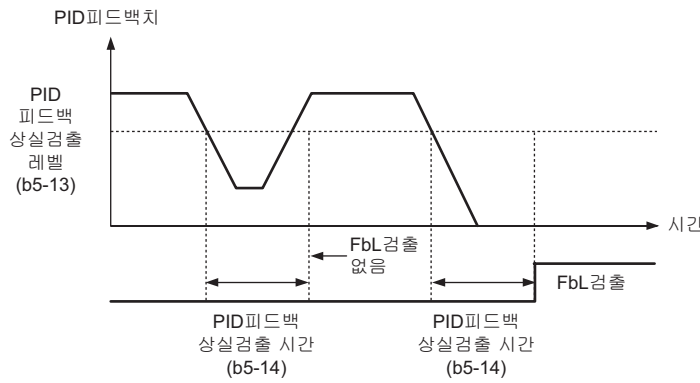 PID피드백치
PID
피드백
상실검출
레벨
(b5-13)
시간
FbL검출
없음
FbL검출
PID피드백
상실검출 시간
(b5-14)
PID피드백
상실검출 시간
(b5-14)